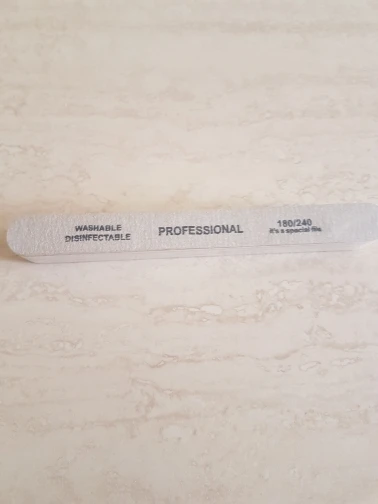 WASHABLE
DISINFECTABLE
PROFESSIONAL
180/240
it's a special file